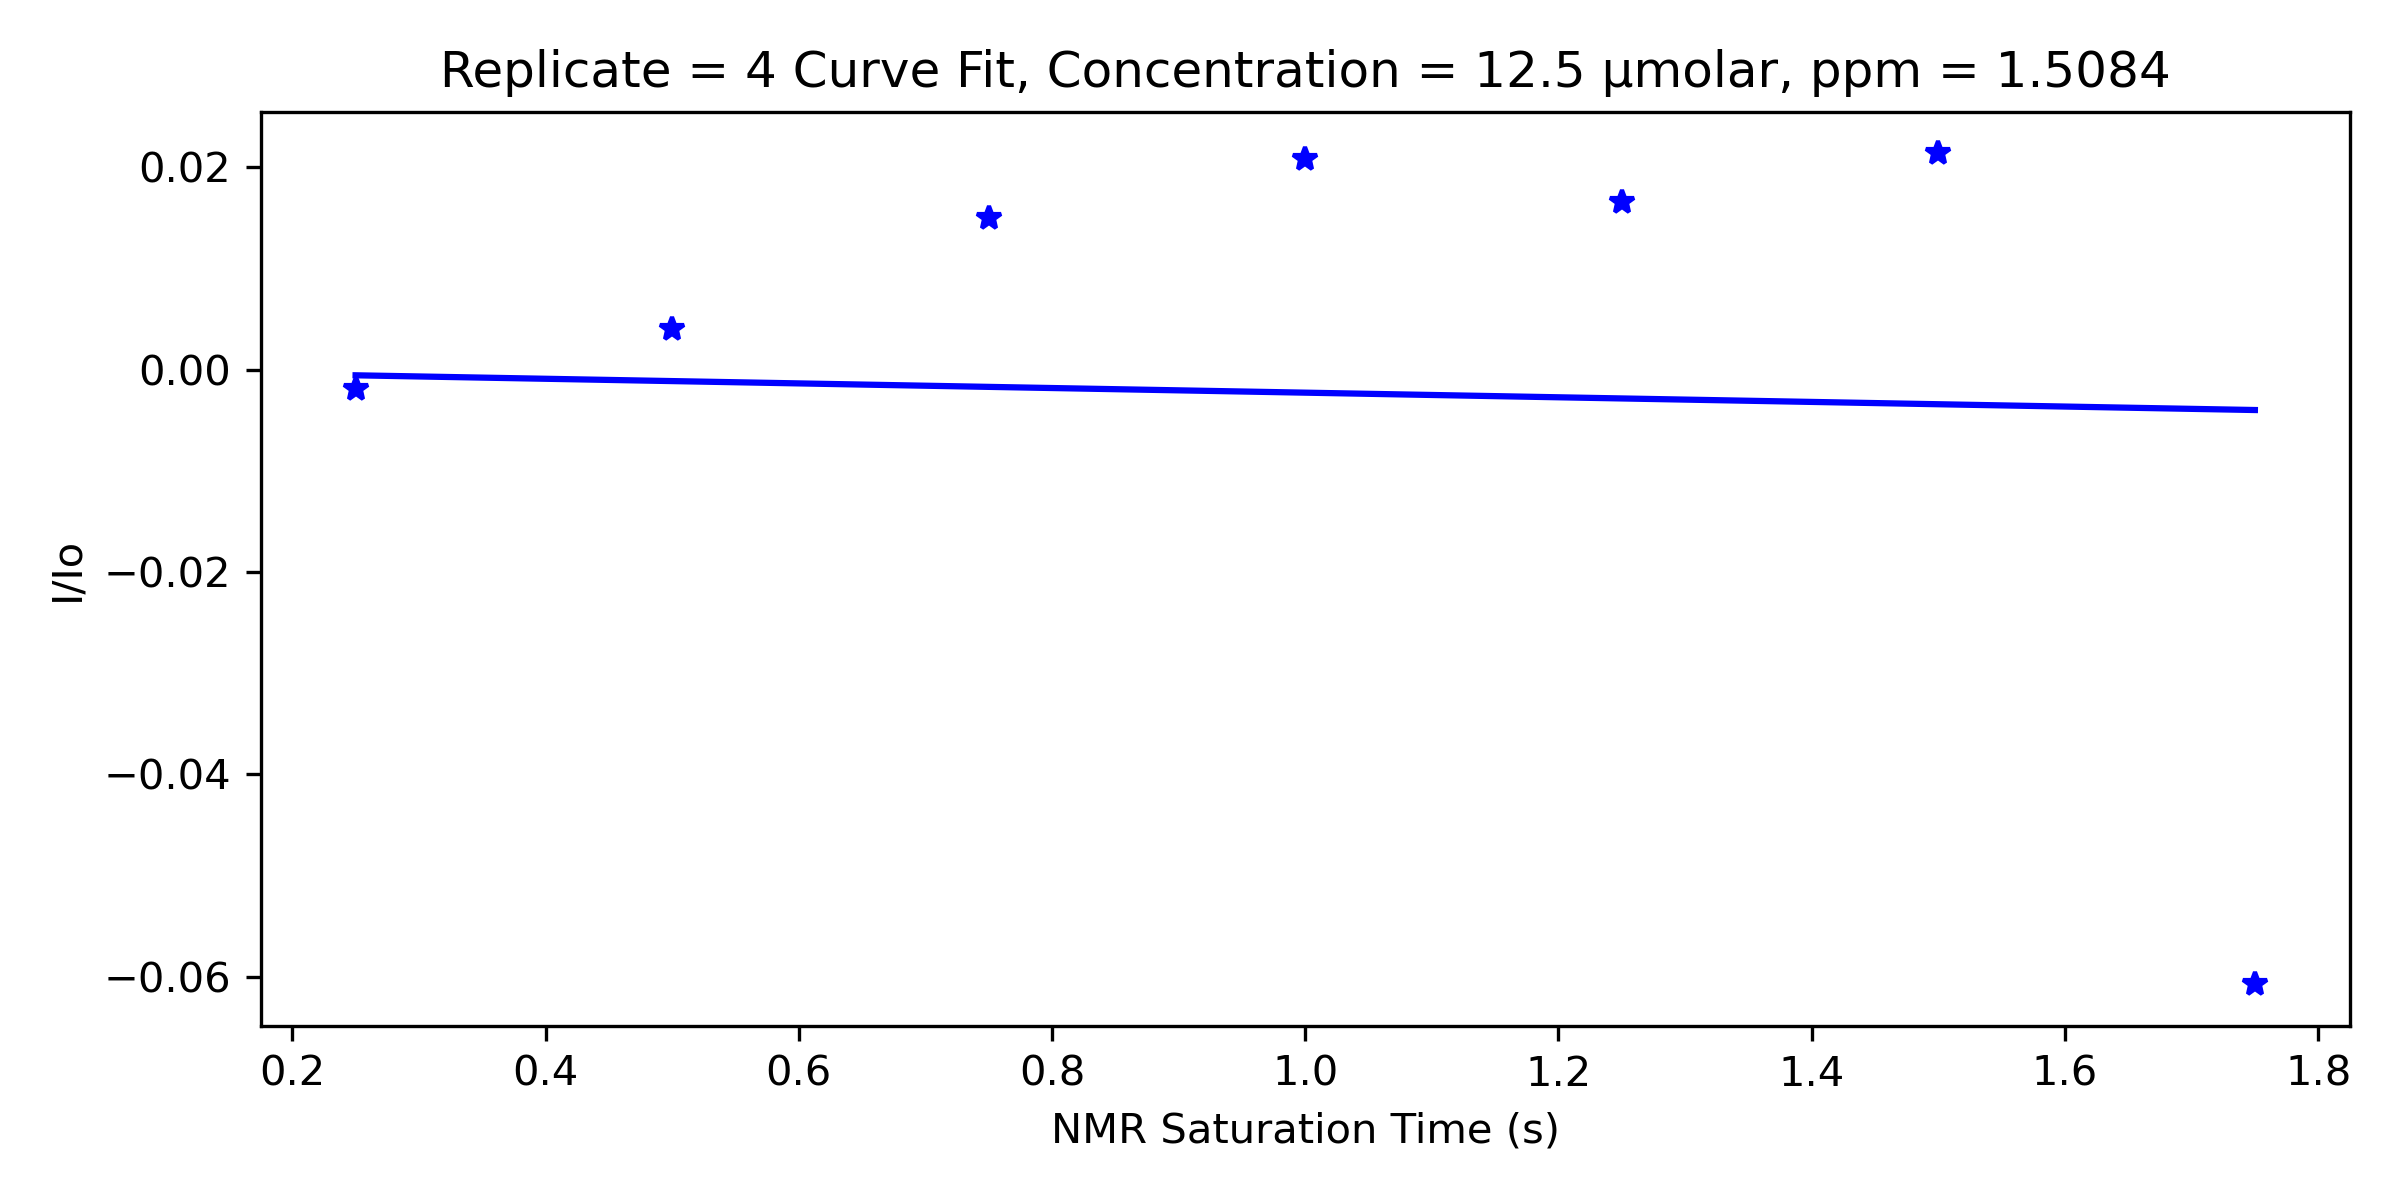 Replicate = 4 Curve Fit, Concentration = 12.5 µmolar, ppm = 1.5084
0.02
0.00
−0.02
−0.04
−0.06
I/Io
0.2 0.4 0.6 0.8 1.0 1.2 1.4 1.6 1.8
NMR Saturation Time (s)